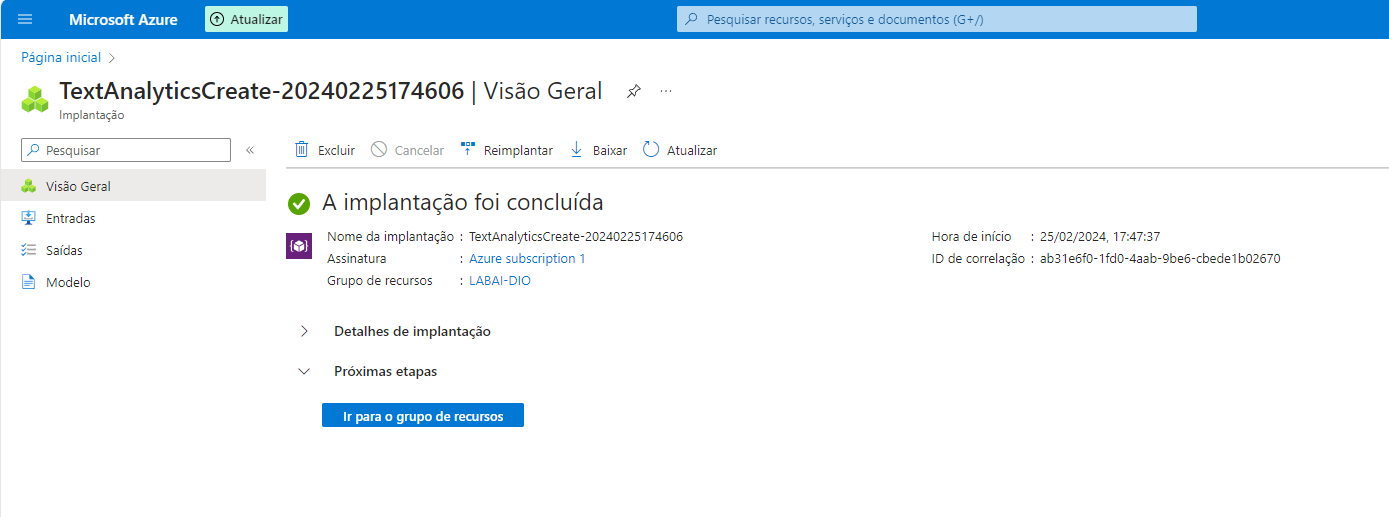 Microsoft Azure Atualizar Pesquisar recursos, serviços e documentos (G+/)
Página inicial
TextAnalyticsCreate-20240225174606 | Visão Geral ...
Implantação
Pesquisar
Excluir Cancelar Reimplantar Baixar Atualizar
Visão Geral
Entradas
Saídas
Modelo
A implantação foi concluída
Nome da implantação : TextAnalyticsCreate-20240225174606 Hora de início : 25/02/2024, 17:47:37
Assinatura : Azure subscription 1 ID de correlação : ab31e6f0-1fd0-4aab-9be6-cbede1b02670
Grupo de recursos : LABAI-DIO
Detalhes de implantação
Próximas etapas
Ir para o grupo de recursos